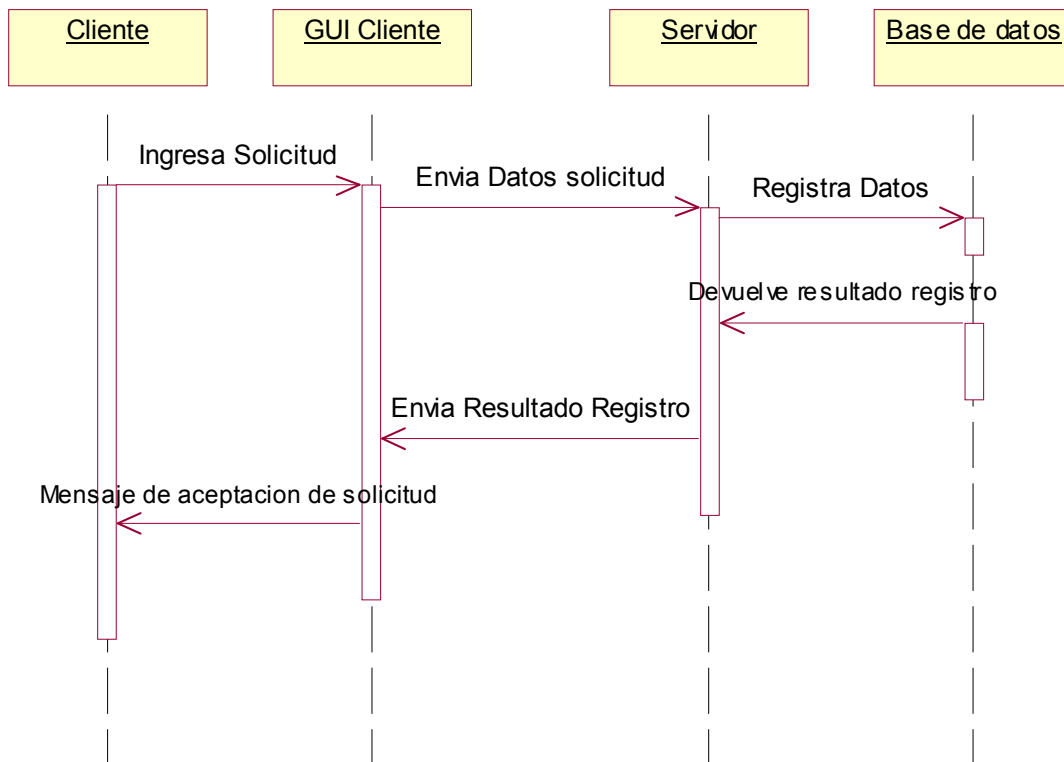 Cliente
GUI Cliente
Servidor
Base de datos
Ingresa Solicitud
Envia Datos solicitud
Registra Datos
Devuelve resultado registro
Envia Resultado Registro
Mensaje de aceptacion de solicitud